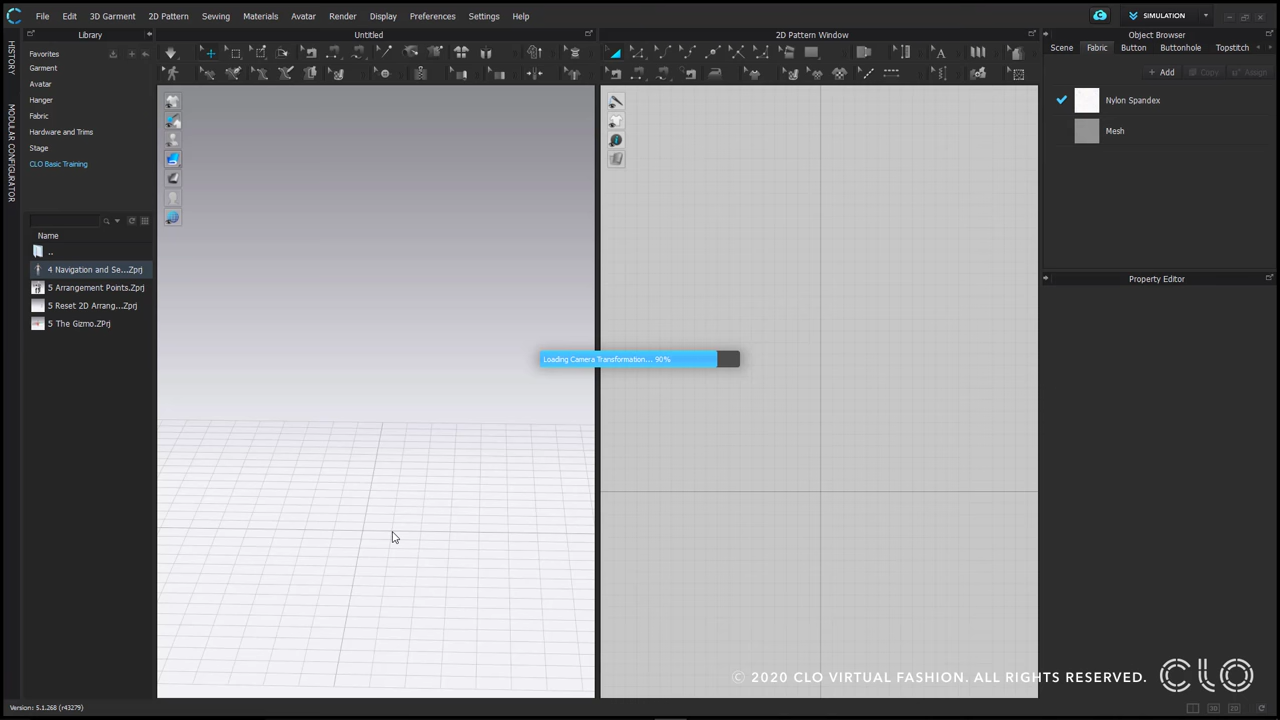 File Edit 3D Garment 2D Pattern Sewing Materials Avatar Render Display Preferences Settings Help SIMULATION
HISTORY
MODULAR CONFIGURATOR
Library
Favorites
Garment
Avatar
Hanger
Fabric
Hardware and Trims
Stage
CLO Basic Training
Name
..
4 Navigation and Se...Zprj
5 Arrangement Points.Zprj
5 Reset 2D Arrang...Zprj
5 The Gizmo.ZPrj
Untitled
2D Pattern Window
Loading Camera Transformation... 90%
Object Browser
Scene Fabric Button Buttonhole Topstitch
+ Add Copy Assign
Nylon Spandex
Mesh
Property Editor
© 2020 CLO VIRTUAL FASHION. ALL RIGHTS RESERVED. CLO
Version: 5.1.268 (r43279)
3D 2D